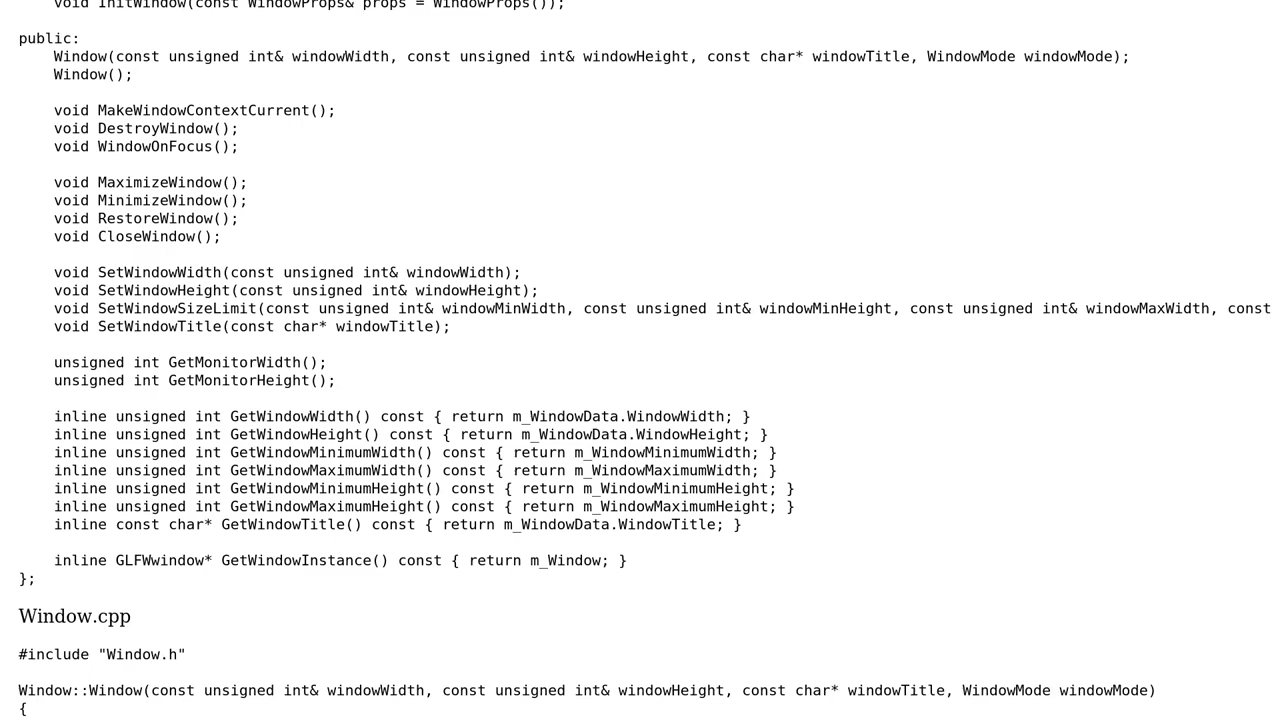 void InitWindow(const WindowProps& props = WindowProps());
public:
Window(const unsigned int& windowWidth, const unsigned int& windowHeight, const char* windowTitle, WindowMode windowMode);
Window();
void MakeWindowContextCurrent();
void DestroyWindow();
void WindowOnFocus();
void MaximizeWindow();
void MinimizeWindow();
void RestoreWindow();
void CloseWindow();
void SetWindowWidth(const unsigned int& windowWidth);
void SetWindowHeight(const unsigned int& windowHeight);
void SetWindowSizeLimit(const unsigned int& windowMinWidth, const unsigned int& windowMinHeight, const unsigned int& windowMaxWidth, const
void SetWindowTitle(const char* windowTitle);
unsigned int GetMonitorWidth();
unsigned int GetMonitorHeight();
inline unsigned int GetWindowWidth() const { return m_WindowData.WindowWidth; }
inline unsigned int GetWindowHeight() const { return m_WindowData.WindowHeight; }
inline unsigned int GetWindowMinimumWidth() const { return m_WindowMinimumWidth; }
inline unsigned int GetWindowMaximumWidth() const { return m_WindowMaximumWidth; }
inline unsigned int GetWindowMinimumHeight() const { return m_WindowMinimumHeight; }
inline unsigned int GetWindowMaximumHeight() const { return m_WindowMaximumHeight; }
inline const char* GetWindowTitle() const { return m_WindowData.WindowTitle; }
inline GLFWwindow* GetWindowInstance() const { return m_Window; }
};
Window.cpp
#include "Window.h"
Window::Window(const unsigned int& windowWidth, const unsigned int& windowHeight, const char* windowTitle, WindowMode windowMode)
{